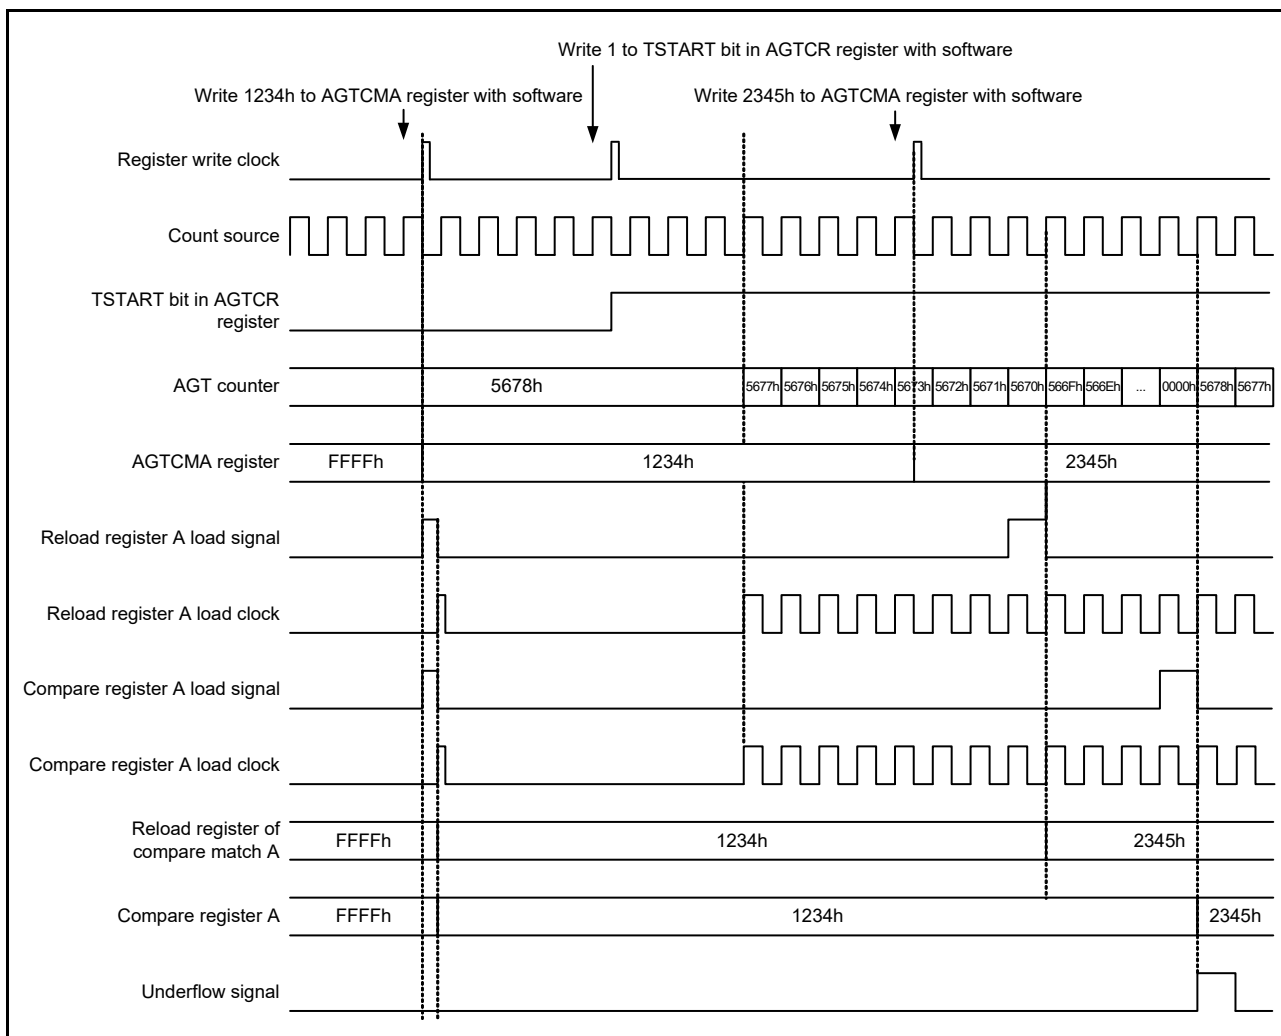 Write 1 to TSTART bit in AGTCR register with software
Write 1234h to AGTCMA register with software
Write 2345h to AGTCMA register with software
Register write clock
Count source
TSTART bit in AGTCR
register
AGT counter
5678h
5677h 5676h 5675h 5674h 5673h 5672h 5671h 5670h 566Fh 566Eh ... 0000h 5678h 5677h
AGTCMA register
FFFFh
1234h
2345h
Reload register A load signal
Reload register A load clock
Compare register A load signal
Compare register A load clock
Reload register of
compare match A
FFFFh
1234h
2345h
Compare register A
FFFFh
1234h
2345h
Underflow signal